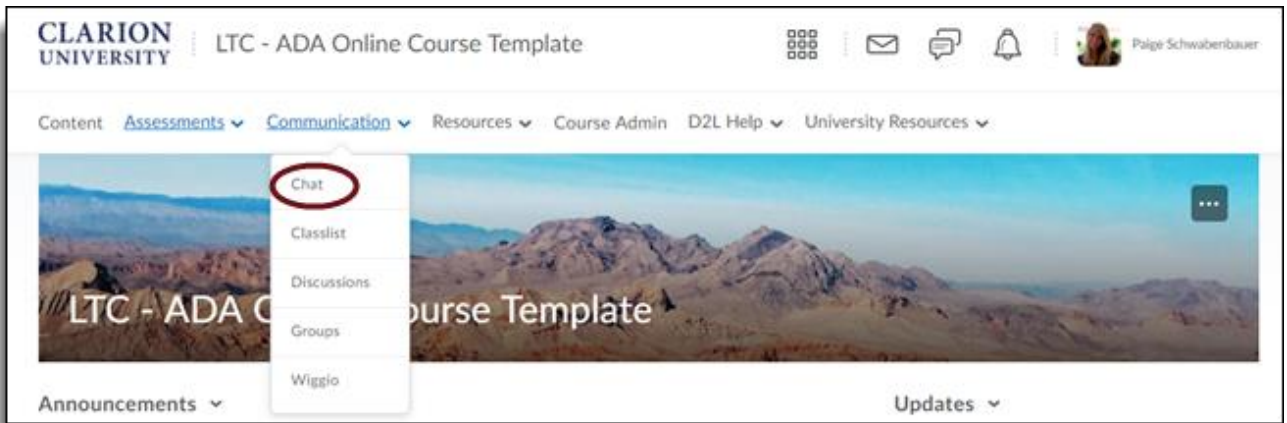 CLARION
UNIVERSITY
LTC - ADA Online Course Template
Paige Schwabenbauer
Content Assessments Communication Resources Course Admin D2L Help University Resources
Chat
Classlist
Discussions
Groups
Wiggio
LTC - ADA O urse Template
Announcements
Updates